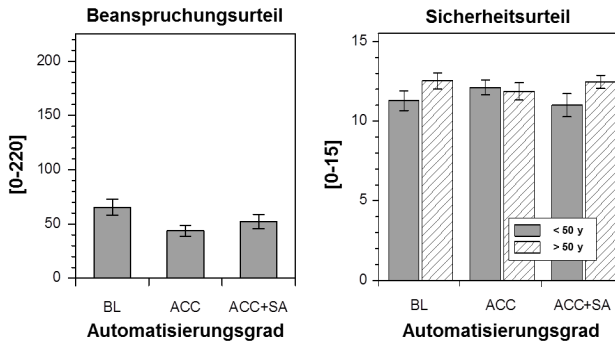 Beanspruchungsurteil
[0-220]
200
150
100
50
0
BL ACC ACC+SA
Automatisierungsgrad
Sicherheitsurteil
[0-15]
15
10
5
0
< 50 y
> 50 y
BL ACC ACC+SA
Automatisierungsgrad